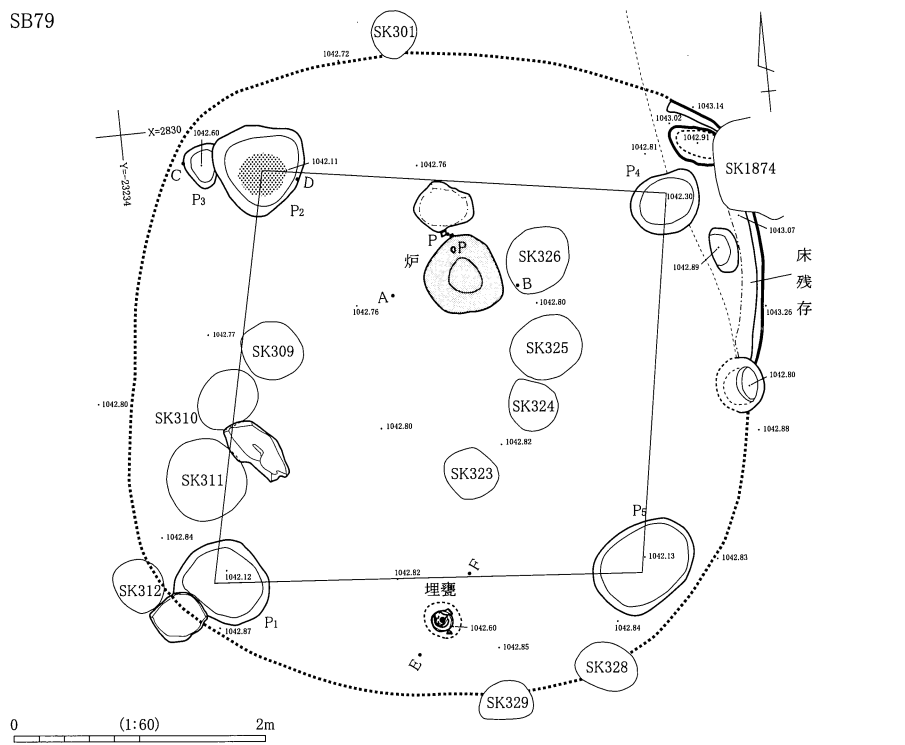 SB79
SK301
1042.72
1043.14
1043.02
X=2830
1042.60
1042.91
1042.81
1042.11
1042.76
SK1874
C
D
P4
Y=-23234
P3
P2
1042.30
1043.07
P
P
炉
SK326
1042.89
床残存
B
A
1042.76
1042.80
1043.26
1042.77
SK309
SK325
1042.80
1042.80
SK324
SK310
1042.80
1042.88
1042.82
SK311
SK323
P5
1042.84
1042.13
1042.83
F
1042.12
1042.82
SK312
埋甕
P1
1042.87
1042.60
1042.84
1042.85
E
SK328
SK329
0 (1:60) 2m